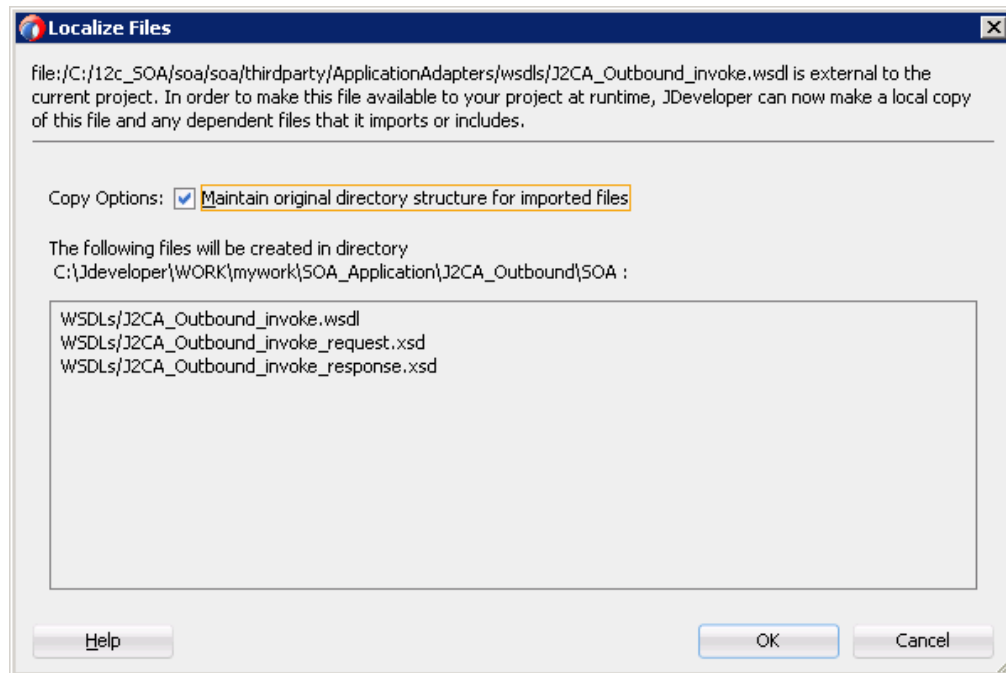 Localize Files
file:/C:/12c_SOA/soa/soa/thirdparty/ApplicationAdapters/wsdls/J2CA_Outbound_invoke.wsdl is external to the
current project. In order to make this file available to your project at runtime, JDeveloper can now make a local copy
of this file and any dependent files that it imports or includes.
Copy Options: Maintain original directory structure for imported files
The following files will be created in directory
C:\Jdeveloper\WORK\mywork\SOA_Application\J2CA_Outbound\SOA :
WSDLs/J2CA_Outbound_invoke.wsdl
WSDLs/J2CA_Outbound_invoke_request.xsd
WSDLs/J2CA_Outbound_invoke_response.xsd
Help OK Cancel